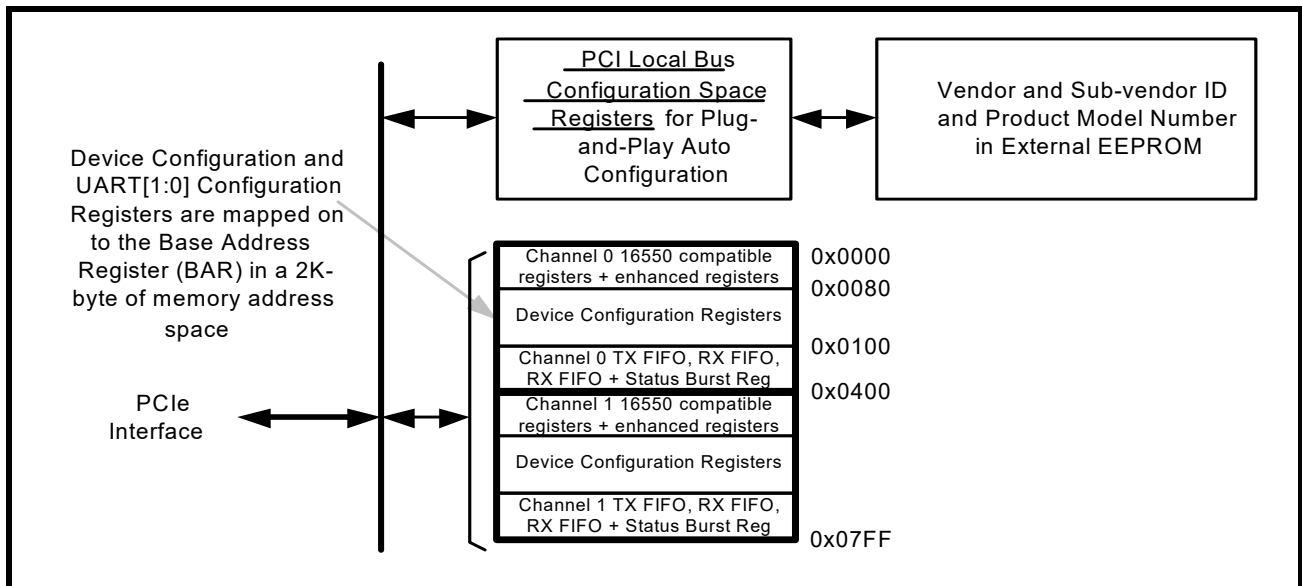 PCI Local Bus
Configuration Space
Registers for Plug-
and-Play Auto
Configuration
Vendor and Sub-vendor ID
and Product Model Number
in External EEPROM
Device Configuration and
UART[1:0] Configuration
Registers are mapped on
to the Base Address
Register (BAR) in a 2K-
byte of memory address
space
PCIe
Interface
Channel 0 16550 compatible
registers + enhanced registers
Device Configuration Registers
Channel 0 TX FIFO, RX FIFO,
RX FIFO + Status Burst Reg
Channel 1 16550 compatible
registers + enhanced registers
Device Configuration Registers
Channel 1 TX FIFO, RX FIFO,
RX FIFO + Status Burst Reg
0x0000
0x0080
0x0100
0x0400
0x07FF